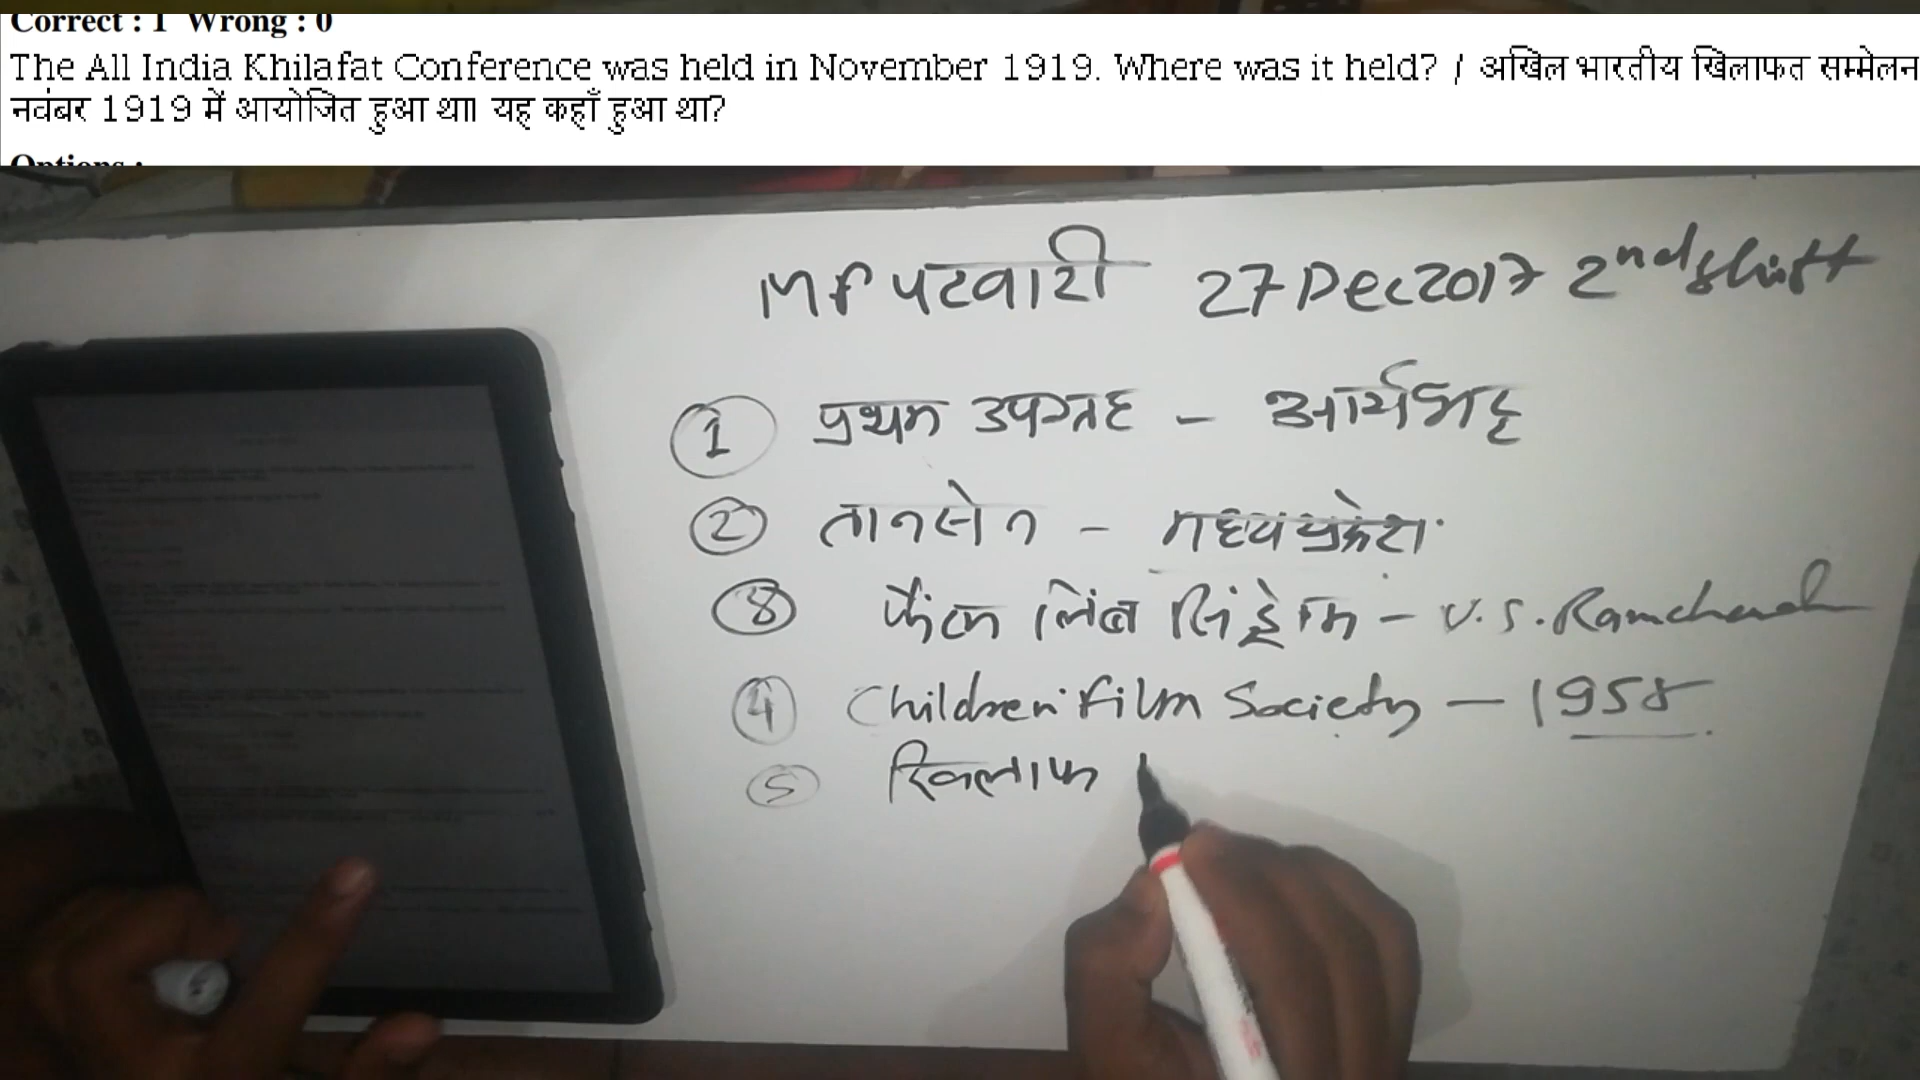 Correct : 1 Wrong : 0
The All India Khilafat Conference was held in November 1919. Where was it held? / अखिल भारतीय खिलाफत सम्मेलन
नवंबर 1919 में आयोजित हुआ था। यह कहाँ हुआ था?
Options :
MP पटवारी 27 Dec 2017 2nd shift
1 प्रथम उपग्रह - आर्यभट्ट
2 तानसेन - मध्यप्रदेश
3 फैंटम लिंब सिंड्रोम - V. S. Ramchand
4 Children Film Society - 1955
5 खिलाफ